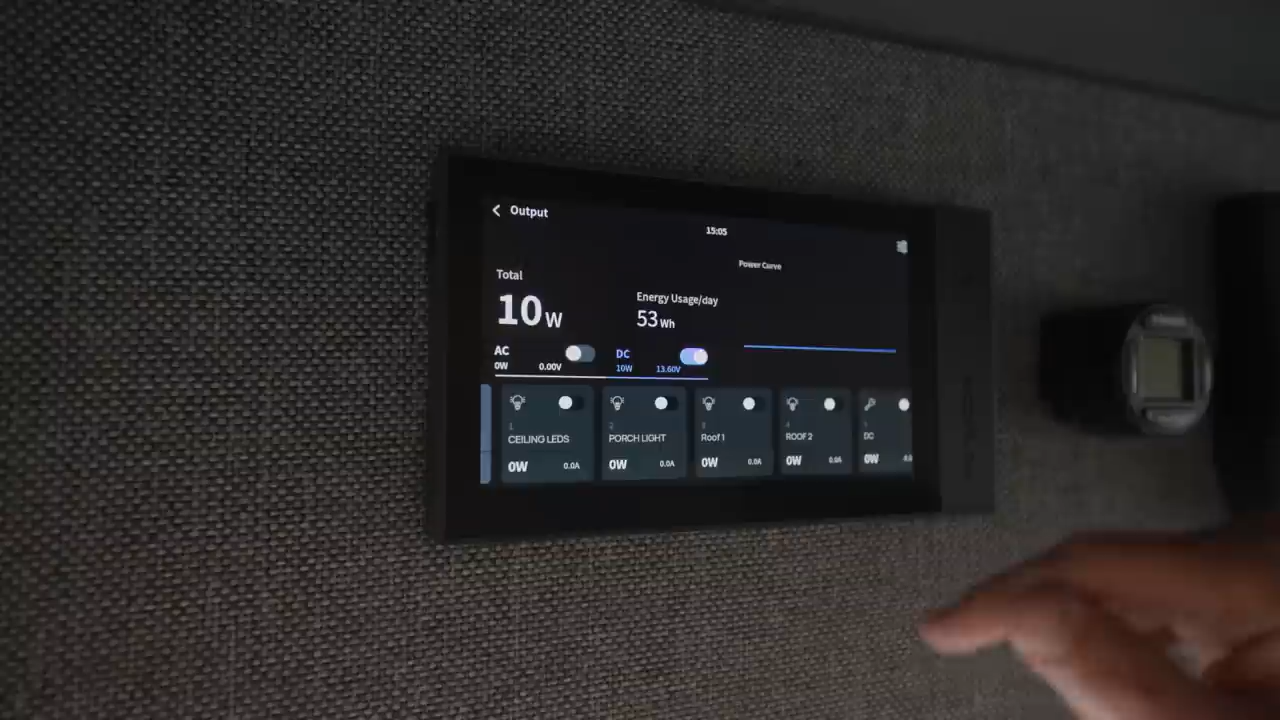 Output
15:05
Power Curve
Total
10 W
Energy Usage/day
53 Wh
AC
0W 0.00V
DC
10W 13.60V
1
CEILING LEDS
0W 0.0A
2
PORCH LIGHT
0W 0.0A
3
Roof 1
0W 0.0A
4
ROOF 2
0W 0.0A
DC
0W